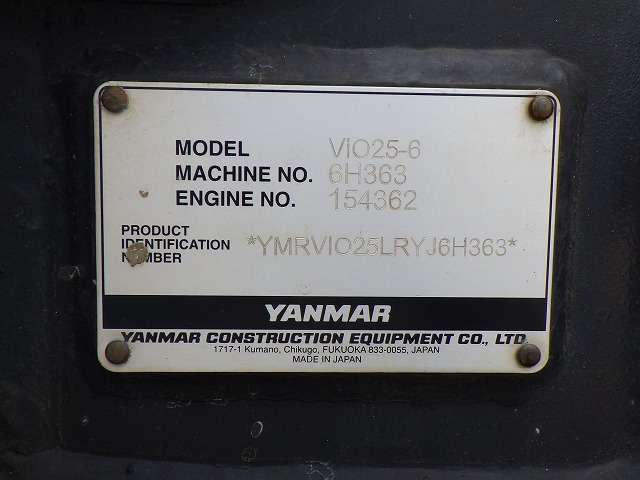 MODEL VIO25-6
MACHINE NO. 6H363
ENGINE NO. 154362
PRODUCT
IDENTIFICATION *YMRVIO25LRYJ6H363*
NUMBER
YANMAR
YANMAR CONSTRUCTION EQUIPMENT CO., LTD.
1717-1 Kumano, Chikugo, FUKUOKA 833-0055, JAPAN
MADE IN JAPAN